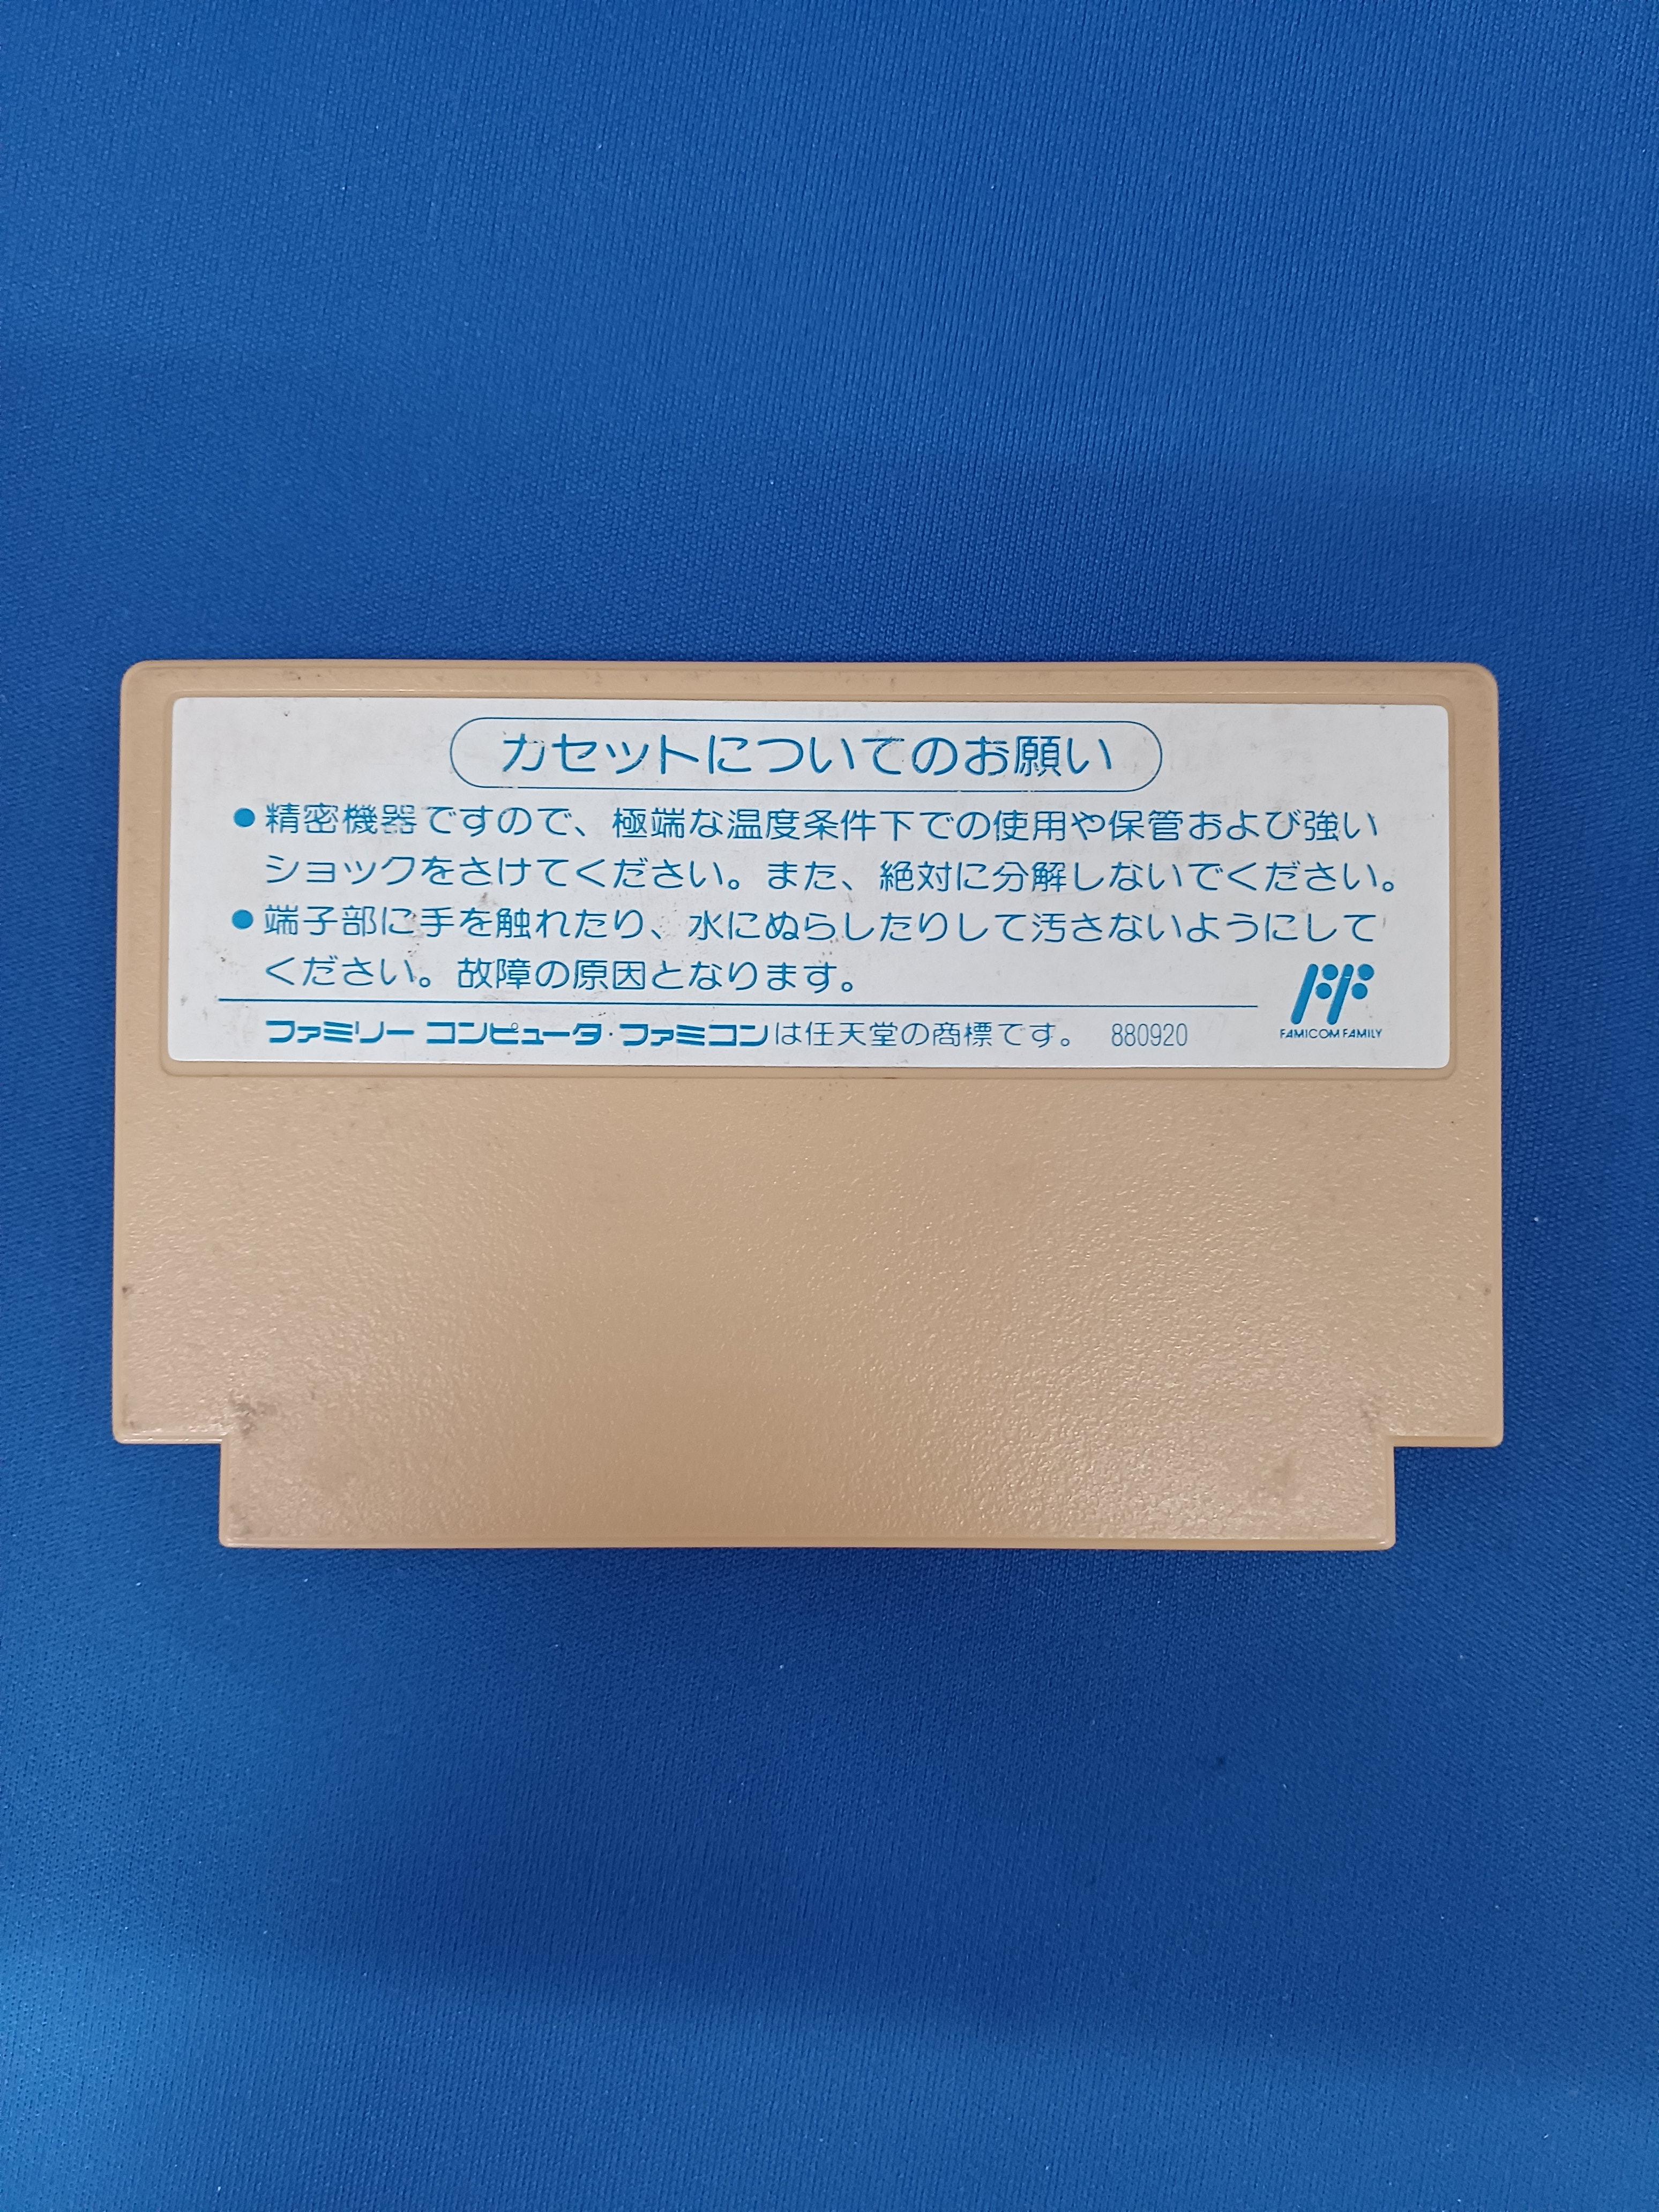 カセットについてのお願い
●精密機器ですので、極端な温度条件下での使用や保管および強い
ショックをさけてください。また、絶対に分解しないでください。
●端子部に手を触れたり、水にぬらしたりして汚さないようにして
ください。故障の原因となります。
ファミリー コンピュータ・ファミコンは任天堂の商標です。 880920
FF
FAMICOM FAMILY